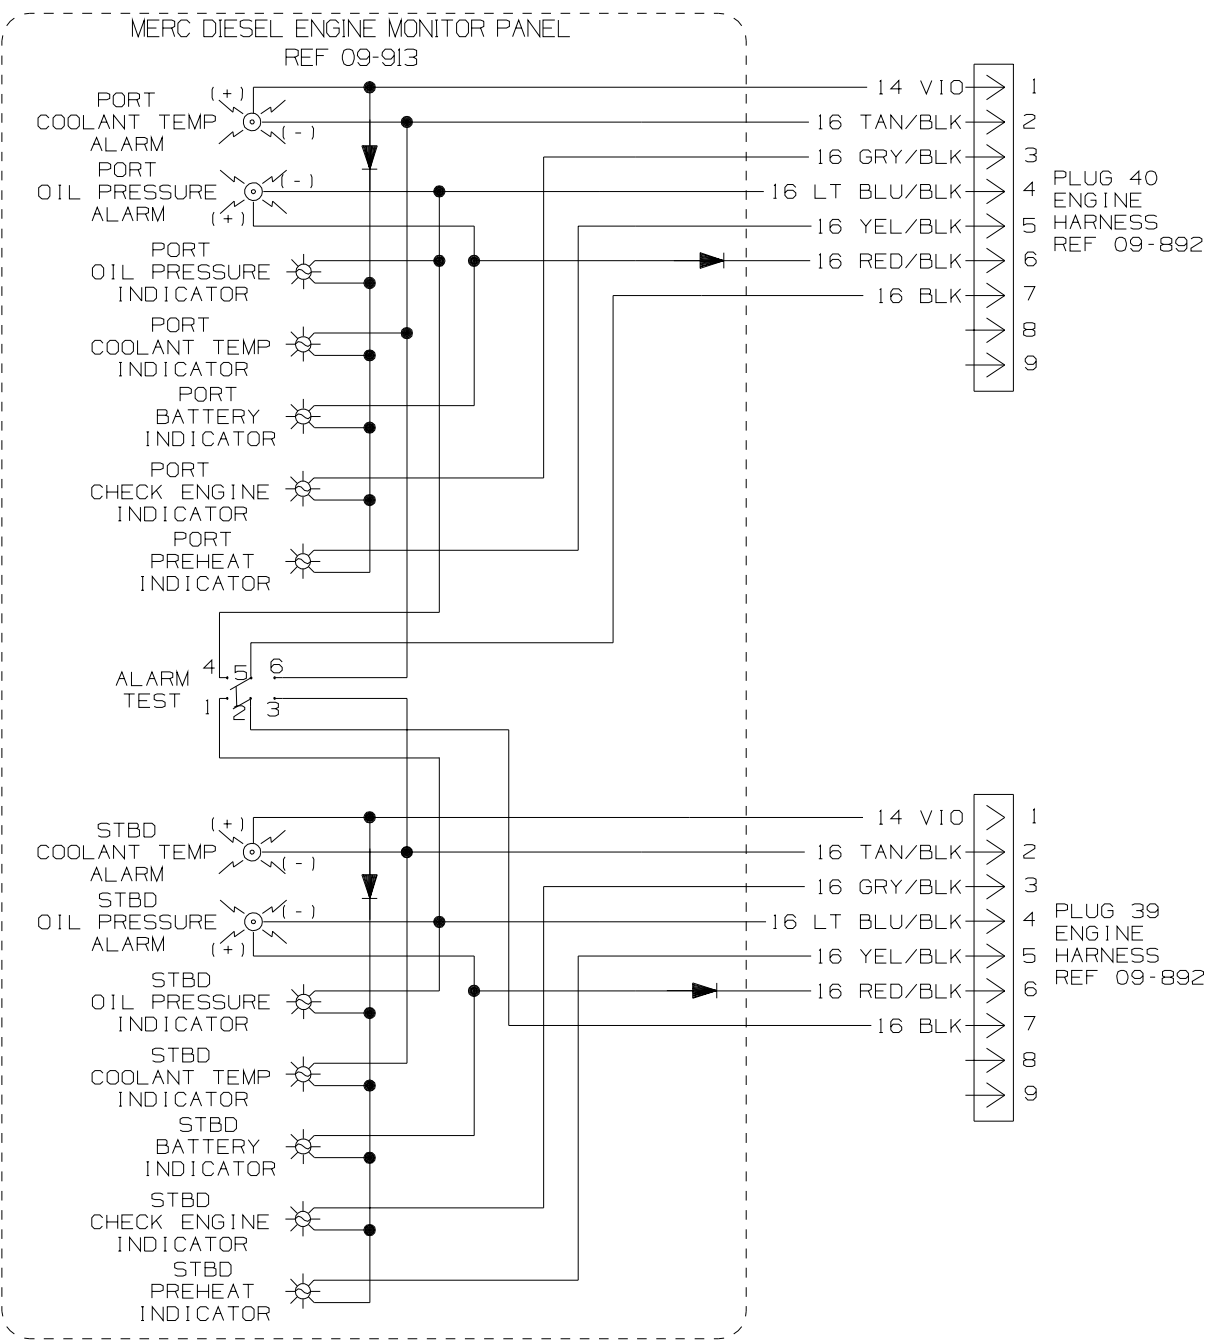 MERC DIESEL ENGINE MONITOR PANEL
REF 09-913
PORT
COOLANT TEMP
ALARM
(+)
(-)
PORT
OIL PRESSURE
ALARM
(-)
(+)
PORT
OIL PRESSURE
INDICATOR
PORT
COOLANT TEMP
INDICATOR
PORT
BATTERY
INDICATOR
PORT
CHECK ENGINE
INDICATOR
PORT
PREHEAT
INDICATOR
14 VIO 1
16 TAN/BLK 2
16 GRY/BLK 3
16 LT BLU/BLK 4
16 YEL/BLK 5
16 RED/BLK 6
16 BLK 7
8
9
PLUG 40
ENGINE
HARNESS
REF 09-892
ALARM
TEST
4 5 6
1 2 3
STBD
COOLANT TEMP
ALARM
(+)
(-)
STBD
OIL PRESSURE
ALARM
(-)
(+)
STBD
OIL PRESSURE
INDICATOR
STBD
COOLANT TEMP
INDICATOR
STBD
BATTERY
INDICATOR
STBD
CHECK ENGINE
INDICATOR
STBD
PREHEAT
INDICATOR
14 VIO 1
16 TAN/BLK 2
16 GRY/BLK 3
16 LT BLU/BLK 4
16 YEL/BLK 5
16 RED/BLK 6
16 BLK 7
8
9
PLUG 39
ENGINE
HARNESS
REF 09-892